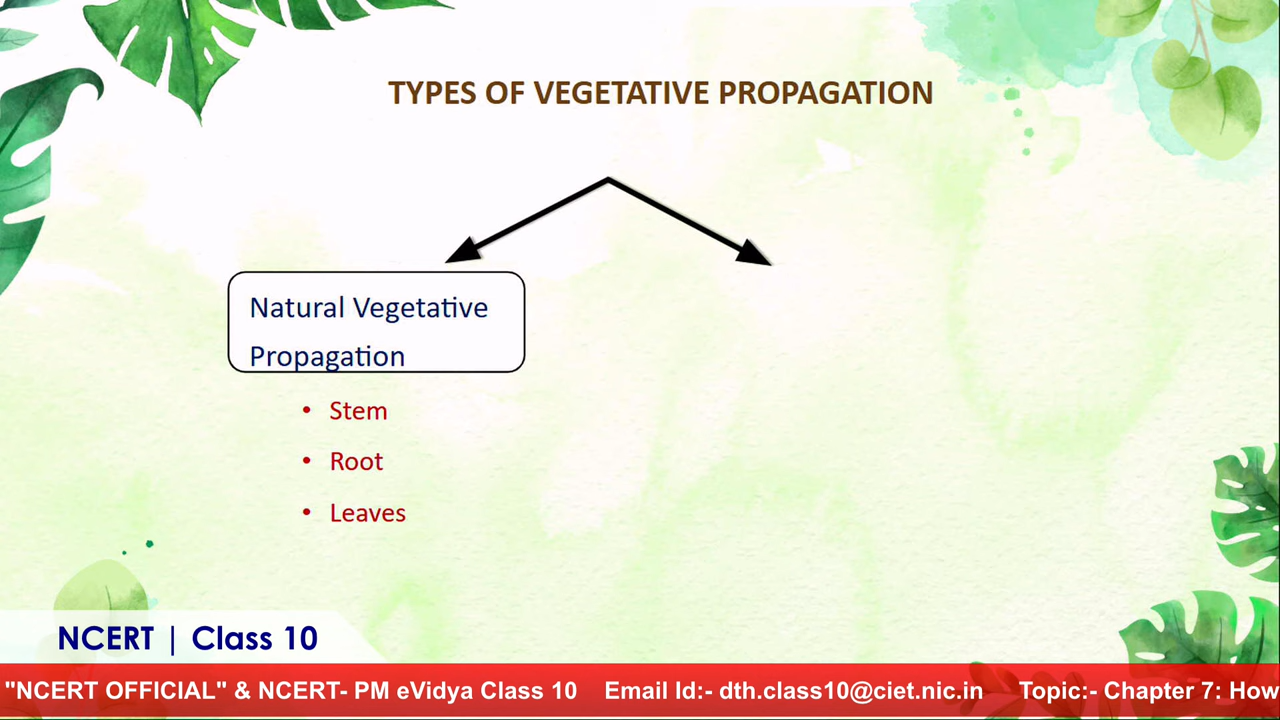 TYPES OF VEGETATIVE PROPAGATION
Natural Vegetative
Propagation
• Stem
• Root
• Leaves
NCERT | Class 10
"NCERT OFFICIAL" & NCERT- PM eVidya Class 10 Email Id:- dth.class10@ciet.nic.in Topic:- Chapter 7: How